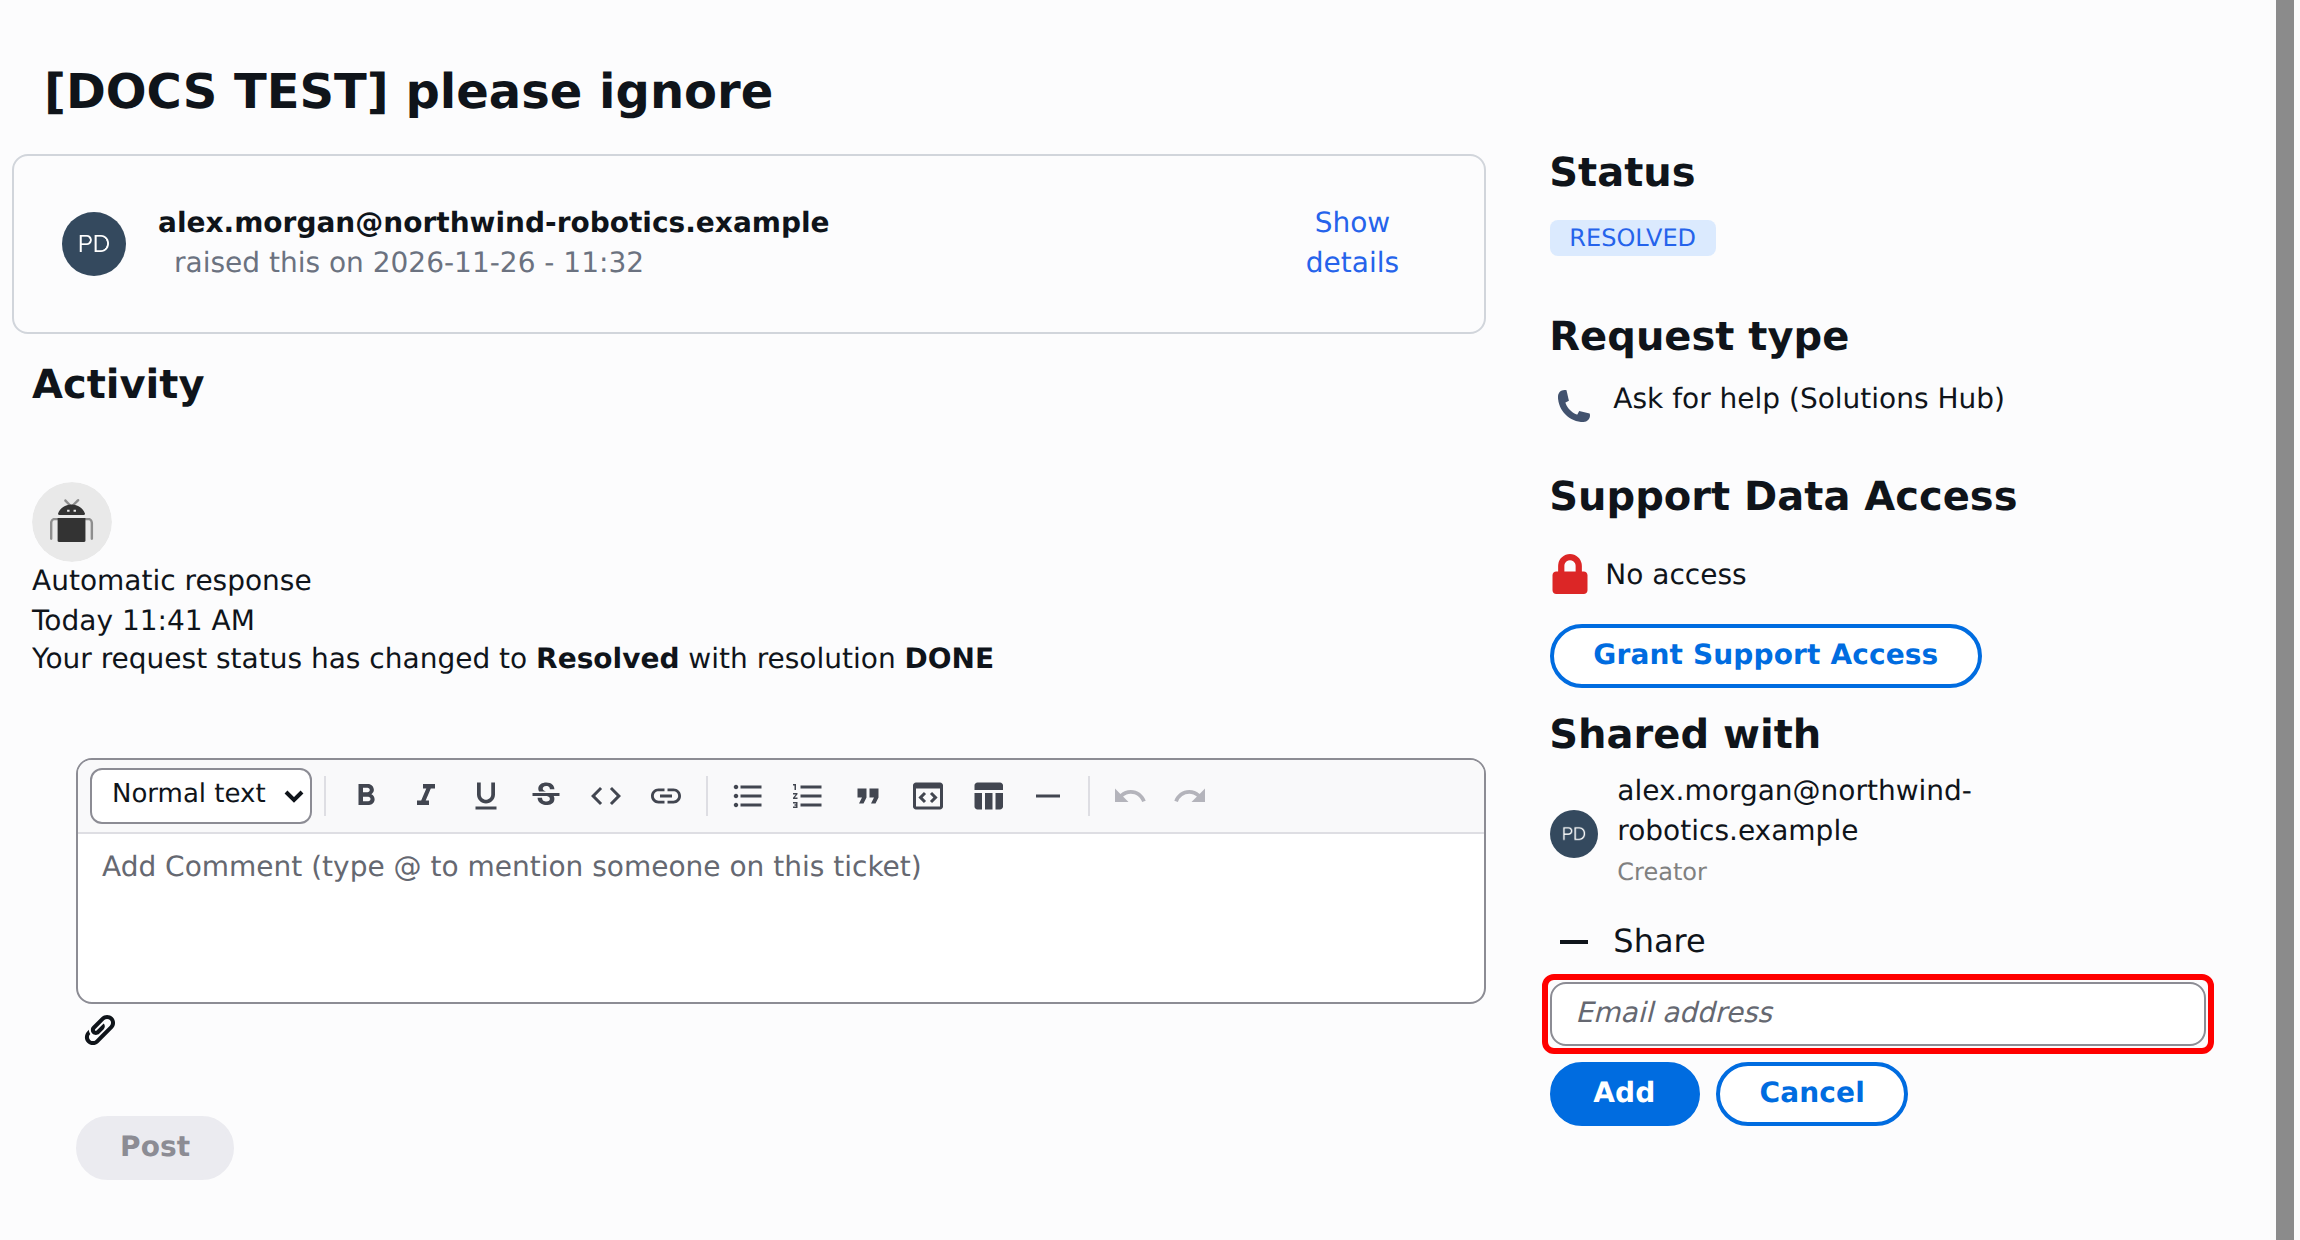 [DOCS TEST] please ignore
PD
alex.morgan@northwind-robotics.example
raised this on 2026-11-26 - 11:32
Show
details
Activity
Automatic response
Today 11:41 AM
Your request status has changed to Resolved with resolution DONE
Normal text
Add Comment (type @ to mention someone on this ticket)
Post
Status
RESOLVED
Request type
Ask for help (Solutions Hub)
Support Data Access
No access
Grant Support Access
Shared with
PD
alex.morgan@northwind-
robotics.example
Creator
Share
Email address
Add
Cancel